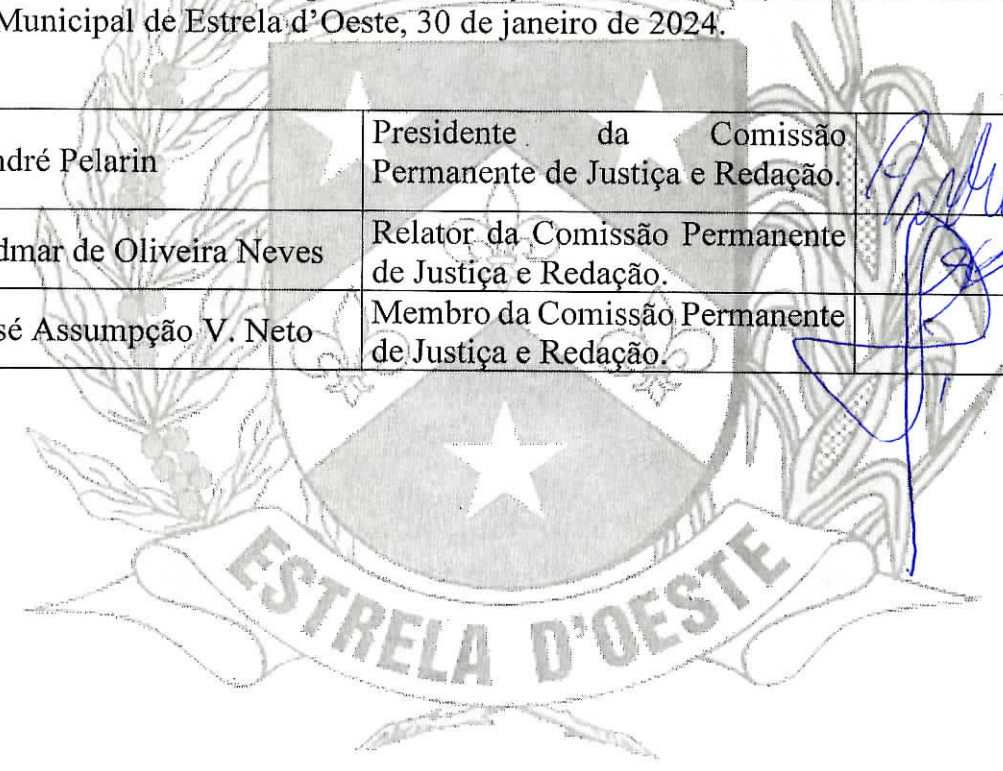 Municipal de Estrela d’Oeste, 30 de janeiro de 2024.
ndré Pelarin
Presidente da Comissão
Permanente de Justiça e Redação.
dmar de Oliveira Neves
Relator da Comissão Permanente
de Justiça e Redação.
sé Assumpção V. Neto
Membro da Comissão Permanente
de Justiça e Redação.
ESTRELA D'OESTE